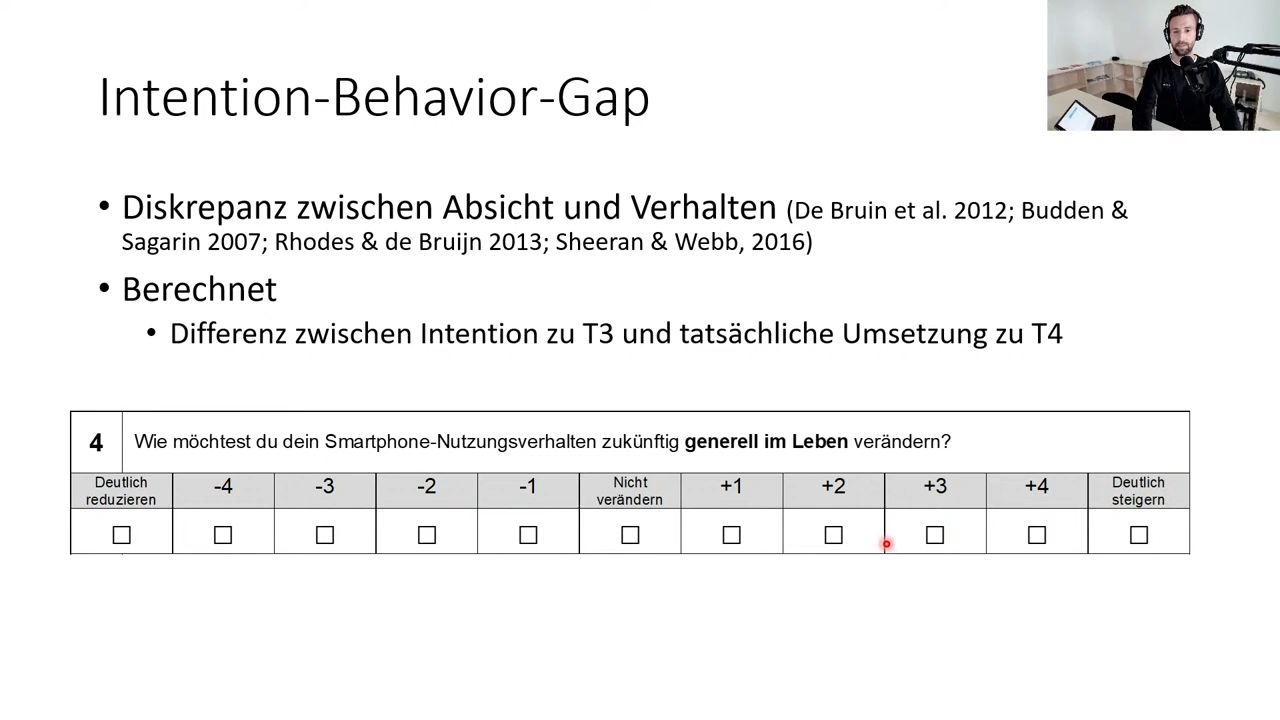 Intention-Behavior-Gap
• Diskrepanz zwischen Absicht und Verhalten (De Bruin et al. 2012; Budden &
Sagarin 2007; Rhodes & de Bruijn 2013; Sheeran & Webb, 2016)
• Berechnet
• Differenz zwischen Intention zu T3 und tatsächliche Umsetzung zu T4
4 Wie möchtest du dein Smartphone-Nutzungsverhalten zukünftig generell im Leben verändern?
Deutlich reduzieren -4 -3 -2 -1 Nicht verändern +1 +2 +3 +4 Deutlich steigern